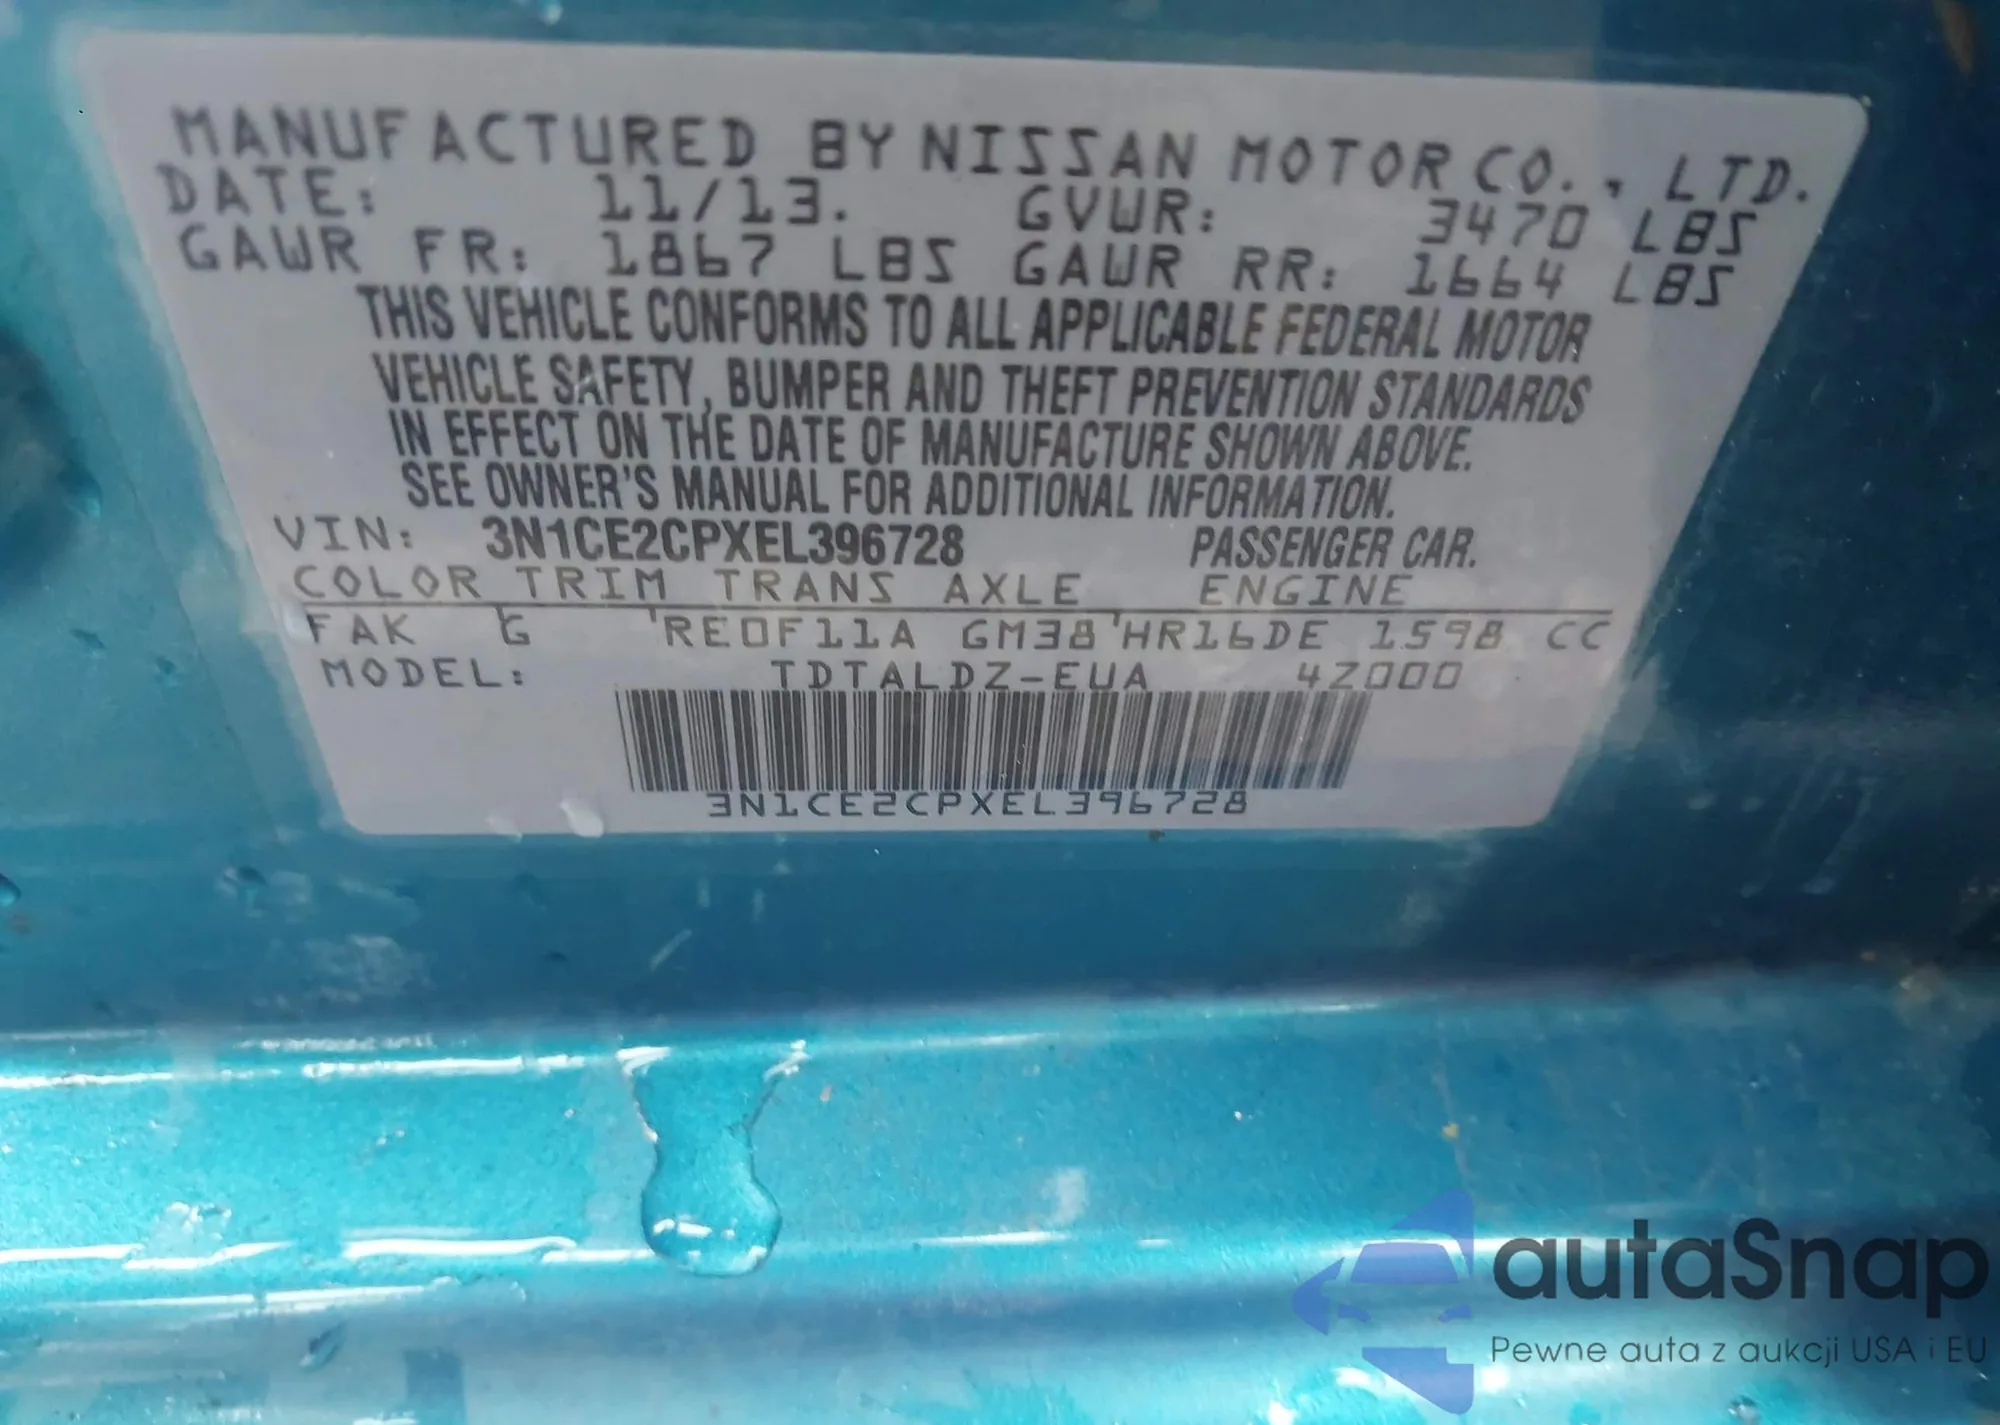 MANUFACTURED BY NISSAN MOTOR CO., LTD.
DATE: 11/13. GVWR: 3470 LBS
GAWR FR: 1867 LBS GAWR RR: 1664 LBS
THIS VEHICLE CONFORMS TO ALL APPLICABLE FEDERAL MOTOR
VEHICLE SAFETY, BUMPER AND THEFT PREVENTION STANDARDS
IN EFFECT ON THE DATE OF MANUFACTURE SHOWN ABOVE.
SEE OWNER'S MANUAL FOR ADDITIONAL INFORMATION.
VIN: 3N1CE2CPXEL396728 PASSENGER CAR.
COLOR TRIM TRANS AXLE ENGINE
FAK G RE0F11A GM38 HR16DE 1598 CC
MODEL: TDTALDZ-EUA 4Z000
3N1CE2CPXEL396728
autaSnap
Pewne auta z aukcji USA i EU